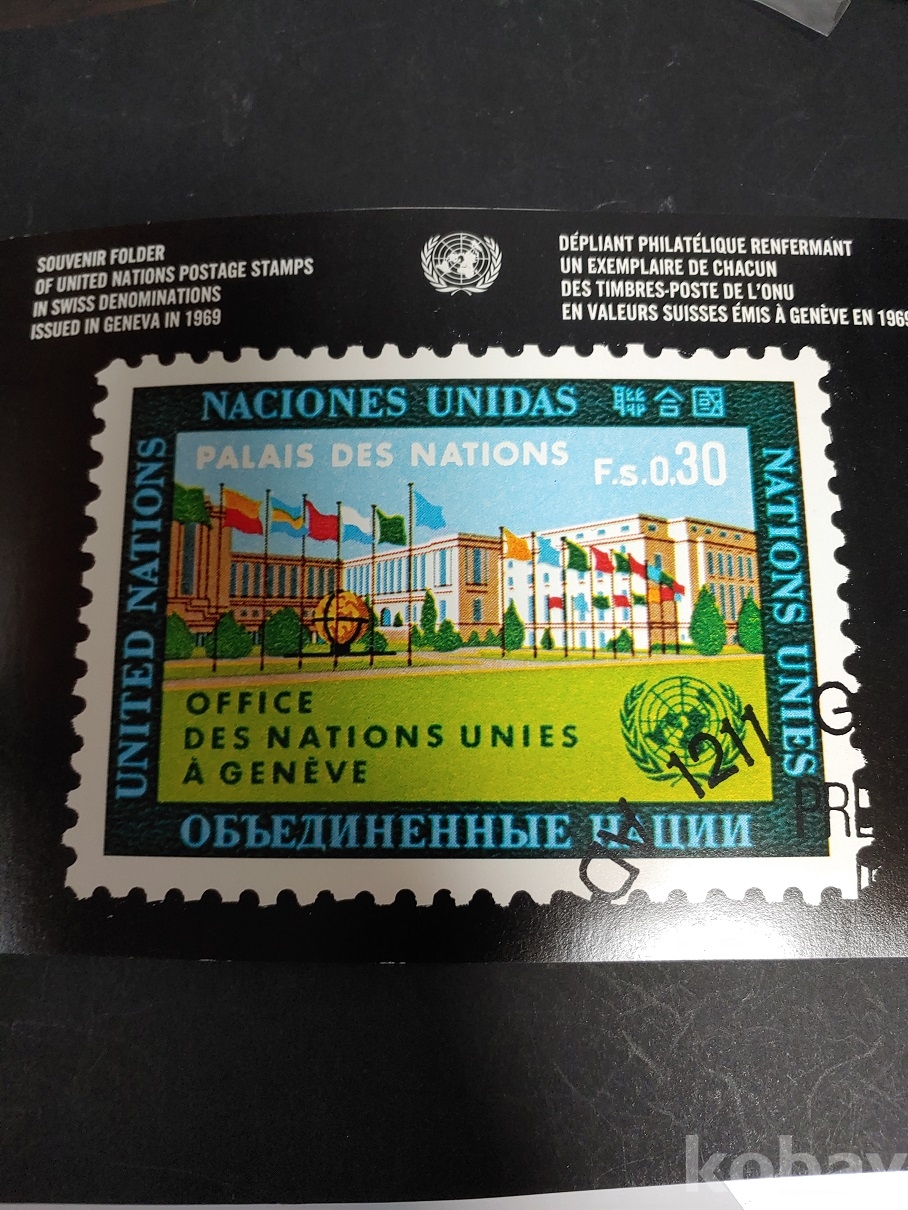 SOUVENIR FOLDER
OF UNITED NATIONS POSTAGE STAMPS
IN SWISS DENOMINATIONS
ISSUED IN GENEVA IN 1969
DÉPLIANT PHILATÉLIQUE RENFERMANT
UN EXEMPLAIRE DE CHACUN
DES TIMBRES-POSTE DE L'ONU
EN VALEURS SUISSES ÉMIS À GENÈVE EN 1969
NACIONES UNIDAS 聯合國
UNITED NATIONS
PALAIS DES NATIONS
F.s.0,30
NATIONS UNIES
OFFICE
DES NATIONS UNIES
À GENÈVE
1211
G
PRE
ОБЪЕДИНЕННЫЕ НАЦИИ
kobay